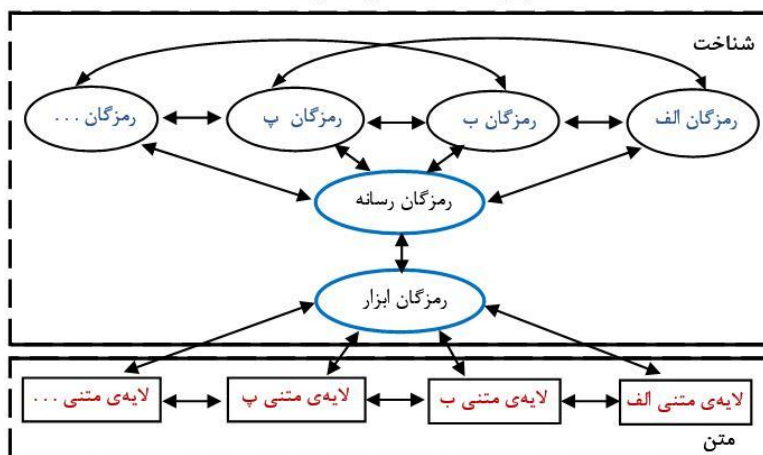 شناخت
رمزگان الف
رمزگان ب
رمزگان پ
رمزگان ...
رمزگان رسانه
رمزگان ابزار
لایه‌ی متنی الف
لایه‌ی متنی ب
لایه‌ی متنی پ
لایه‌ی متنی ...
متن